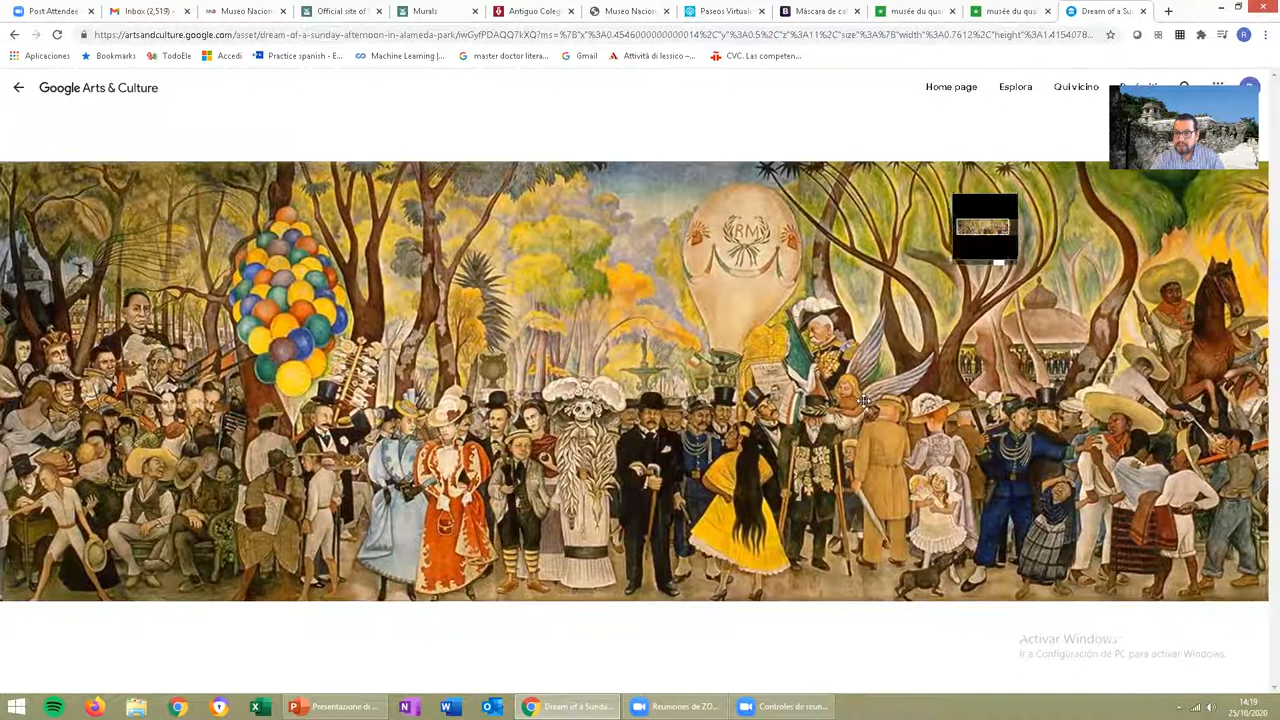 Post Attendee
Inbox (2,519) -
Museo Nacion
Official site of
Murals
Antiguo Coleg
Museo Nacion
Paseos Virtuale
Máscara de cal
musée du qua
musée du qua
Dream of a Su
artsandculture.google.com/asset/dream-of-a-sunday-afternoon-in-alameda-park/
Aplicaciones
Bookmarks
TodoEle
Accedi
Practice spanish - E...
Machine Learning |...
master doctor litera...
Gmail
Attività di lessico –...
CVC. Las competen...
Google Arts & Culture
Home page
Esplora
Qui vicino
RM
Activar Windows
Ir a Configuración de PC para activar Windows.
Presentazione di ...
Dream of a Sunda...
Reuniones de ZO...
Controles de reun...
14:19
25/10/2020